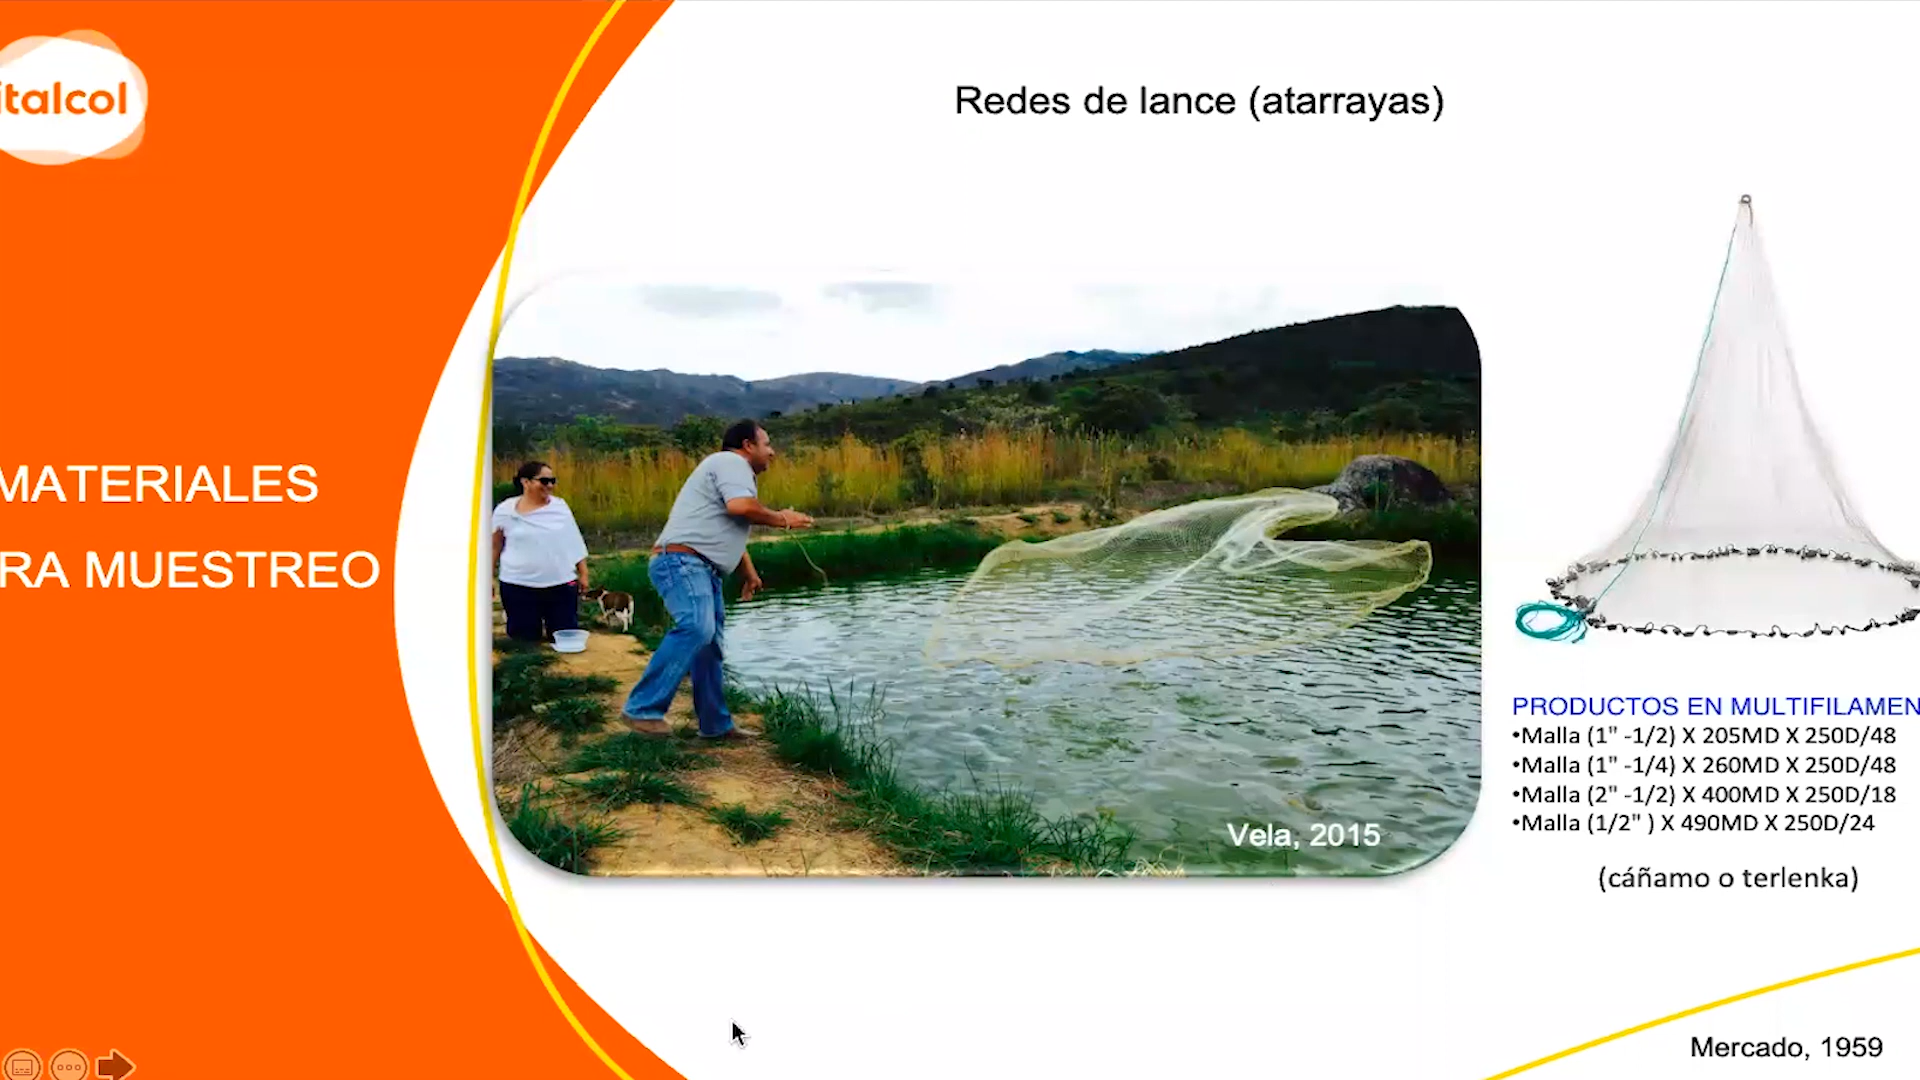 italcol
MATERIALES
RA MUESTREO
Redes de lance (atarrayas)
Vela, 2015
PRODUCTOS EN MULTIFILAMEN
•Malla (1" -1/2) X 205MD X 250D/48
•Malla (1" -1/4) X 260MD X 250D/48
•Malla (2" -1/2) X 400MD X 250D/18
•Malla (1/2" ) X 490MD X 250D/24
(cáñamo o terlenka)
Mercado, 1959